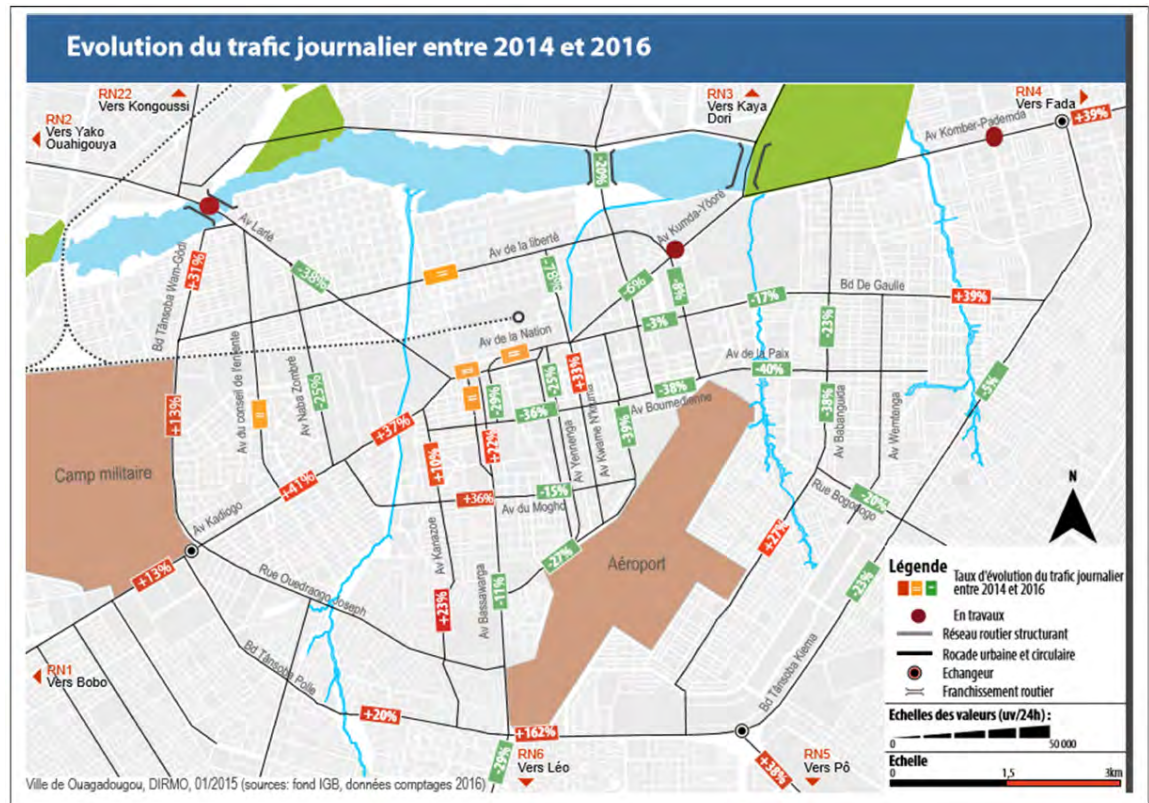 Evolution du trafic journalier entre 2014 et 2016
RN22
Vers Kongoussi
RN2
Vers Yako
Ouahigouya
RN3
Vers Kaya
Dori
RN4
Vers Fada
+39%
Av Komber-Pademda
-20%
Av Larlé
Av Kumda-Yõoré
Av de la liberté
+31%
-38%
Bd Tãnsoba Wam-Gõdi
=
-6%
-8%
Bd De Gaulle
+39%
-17%
-3%
-23%
Av de la Nation
Av de la Paix
-40%
-5%
Av du conseil de l'entente
Av Naba Zombré
-25%
=
=
=
=
-29%
-25%
+33%
-38%
-36%
Av Boumedienne
-39%
-38%
Av Babanguida
Av Wemtenga
+13%
+37%
+10%
Av Yennenga
Av Kwame N'kruma
Camp militaire
+41%
Av Kadiogo
+36%
-15%
Av du Mogho
-20%
Rue Bogodogo
+27%
Av Kanazoe
-27%
Aéroport
+13%
Rue Ouedraogo Joseph
+23%
-11%
Av Bassawarga
-23%
Bd Tãnsoba Kiema
RN1
Vers Bobo
+20%
+162%
-29%
RN6
Vers Léo
+38%
RN5
Vers Pô
N
Légende
Taux d'évolution du trafic journalier
entre 2014 et 2016
En travaux
Réseau routier structurant
Rocade urbaine et circulaire
Echangeur
Franchissement routier
Echelles des valeurs (uv/24h) :
0 50 000
Echelle
0 1,5 3km
Ville de Ouagadougou, DIRMO, 01/2015 (sources: fond IGB, données comptages 2016)